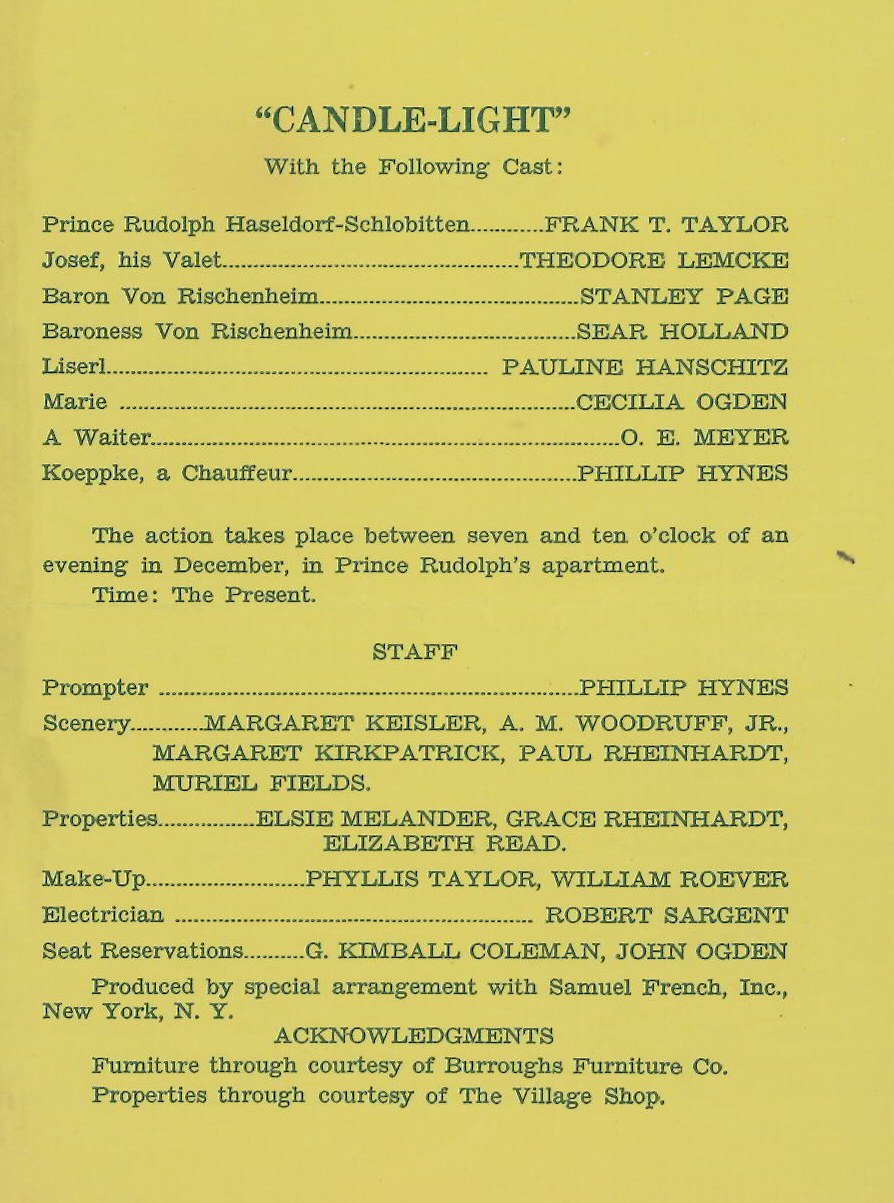 “CANDLE-LIGHT”
With the Following Cast:
Prince Rudolph Haseldorf-Schlobitten............FRANK T. TAYLOR
Josef, his Valet.................................................THEODORE LEMCKE
Baron Von Rischenheim...........................................STANLEY PAGE
Baroness Von Rischenheim.....................................SEAR HOLLAND
Liserl................................................................ PAULINE HANSCHITZ
Marie ............................................................................CECILIA OGDEN
A Waiter..............................................................................O. E. MEYER
Koeppke, a Chauffeur...............................................PHILLIP HYNES
The action takes place between seven and ten o’clock of an
evening in December, in Prince Rudolph’s apartment.
Time: The Present.
STAFF
Prompter ......................................................................PHILLIP HYNES
Scenery............MARGARET KEISLER, A. M. WOODRUFF, JR.,
MARGARET KIRKPATRICK, PAUL RHEINHARDT,
MURIEL FIELDS.
Properties................ELSIE MELANDER, GRACE RHEINHARDT,
ELIZABETH READ.
Make-Up..........................PHYLLIS TAYLOR, WILLIAM ROEVER
Electrician ............................................................ ROBERT SARGENT
Seat Reservations..........G. KIMBALL COLEMAN, JOHN OGDEN
Produced by special arrangement with Samuel French, Inc.,
New York, N. Y.
ACKNOWLEDGMENTS
Furniture through courtesy of Burroughs Furniture Co.
Properties through courtesy of The Village Shop.